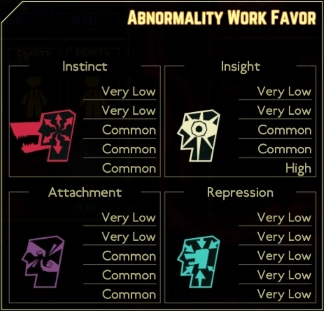 ABNORMALITY WORK FAVOR
Instinct
Very Low
Very Low
Common
Common
Common
Insight
Very Low
Very Low
Common
Common
High
Attachment
Very Low
Very Low
Common
Common
Common
Repression
Very Low
Very Low
Very Low
Very Low
Very Low